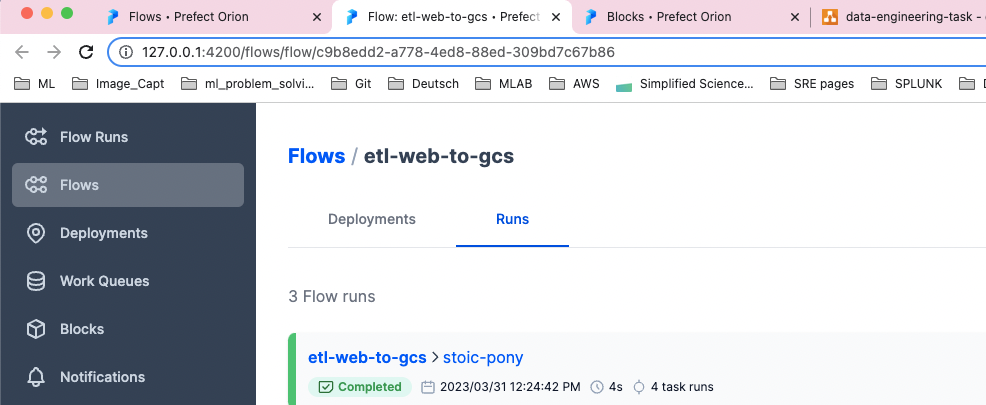 Flows • Prefect Orion
Flow: etl-web-to-gcs • Prefect
Blocks • Prefect Orion
data-engineering-task -
127.0.0.1:4200/flows/flow/c9b8edd2-a778-4ed8-88ed-309bd7c67b86
ML Image_Capt ml_problem_solvi... Git Deutsch MLAB AWS Simplified Science... SRE pages SPLUNK
Flow Runs
Flows
Deployments
Work Queues
Blocks
Notifications
Flows / etl-web-to-gcs
Deployments Runs
3 Flow runs
etl-web-to-gcs > stoic-pony
Completed 2023/03/31 12:24:42 PM 4s 4 task runs